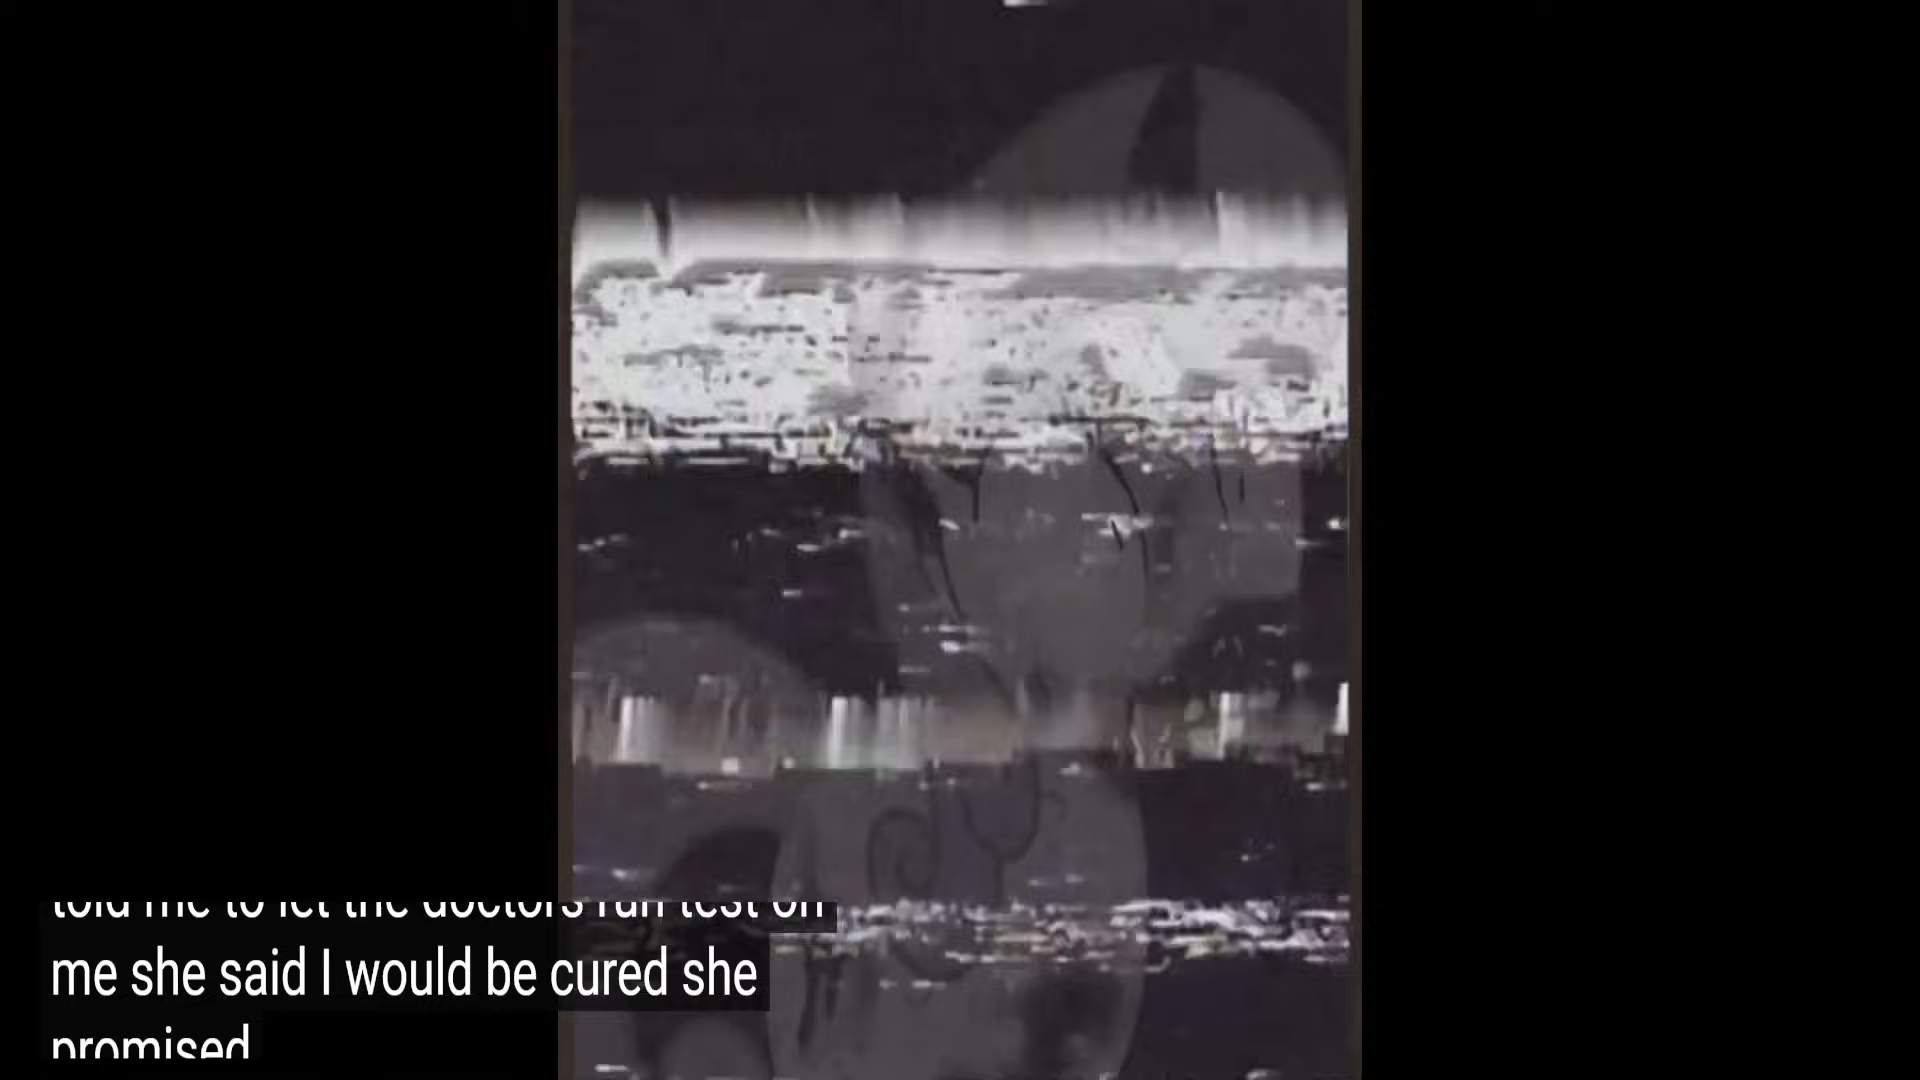 told me to let the doctors run test on
me she said I would be cured she
promised